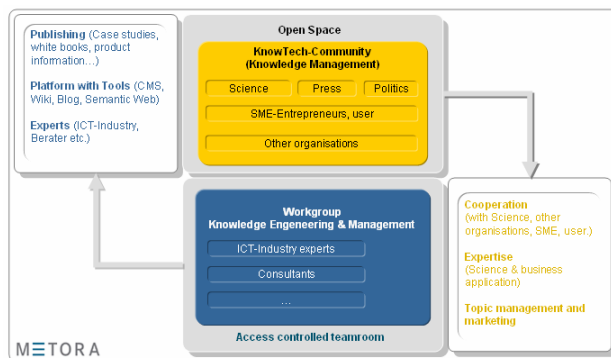 Publishing (Case studies,
white books, product
information...)
Platform with Tools (CMS,
Wiki, Blog, Semantic Web)
Experts (ICT-Industry,
Berater etc.)
Open Space
KnowTech-Community
(Knowledge Management)
Science
Press
Politics
SME-Entrepreneurs, user
Other organisations
Workgroup
Knowledge Engeneering & Management
ICT-Industry experts
Consultants
...
Access controlled teamroom
Cooperation
(with Science, other
organisations, SME, user.)
Expertise
(Science & business
application)
Topic management and
marketing
METORA